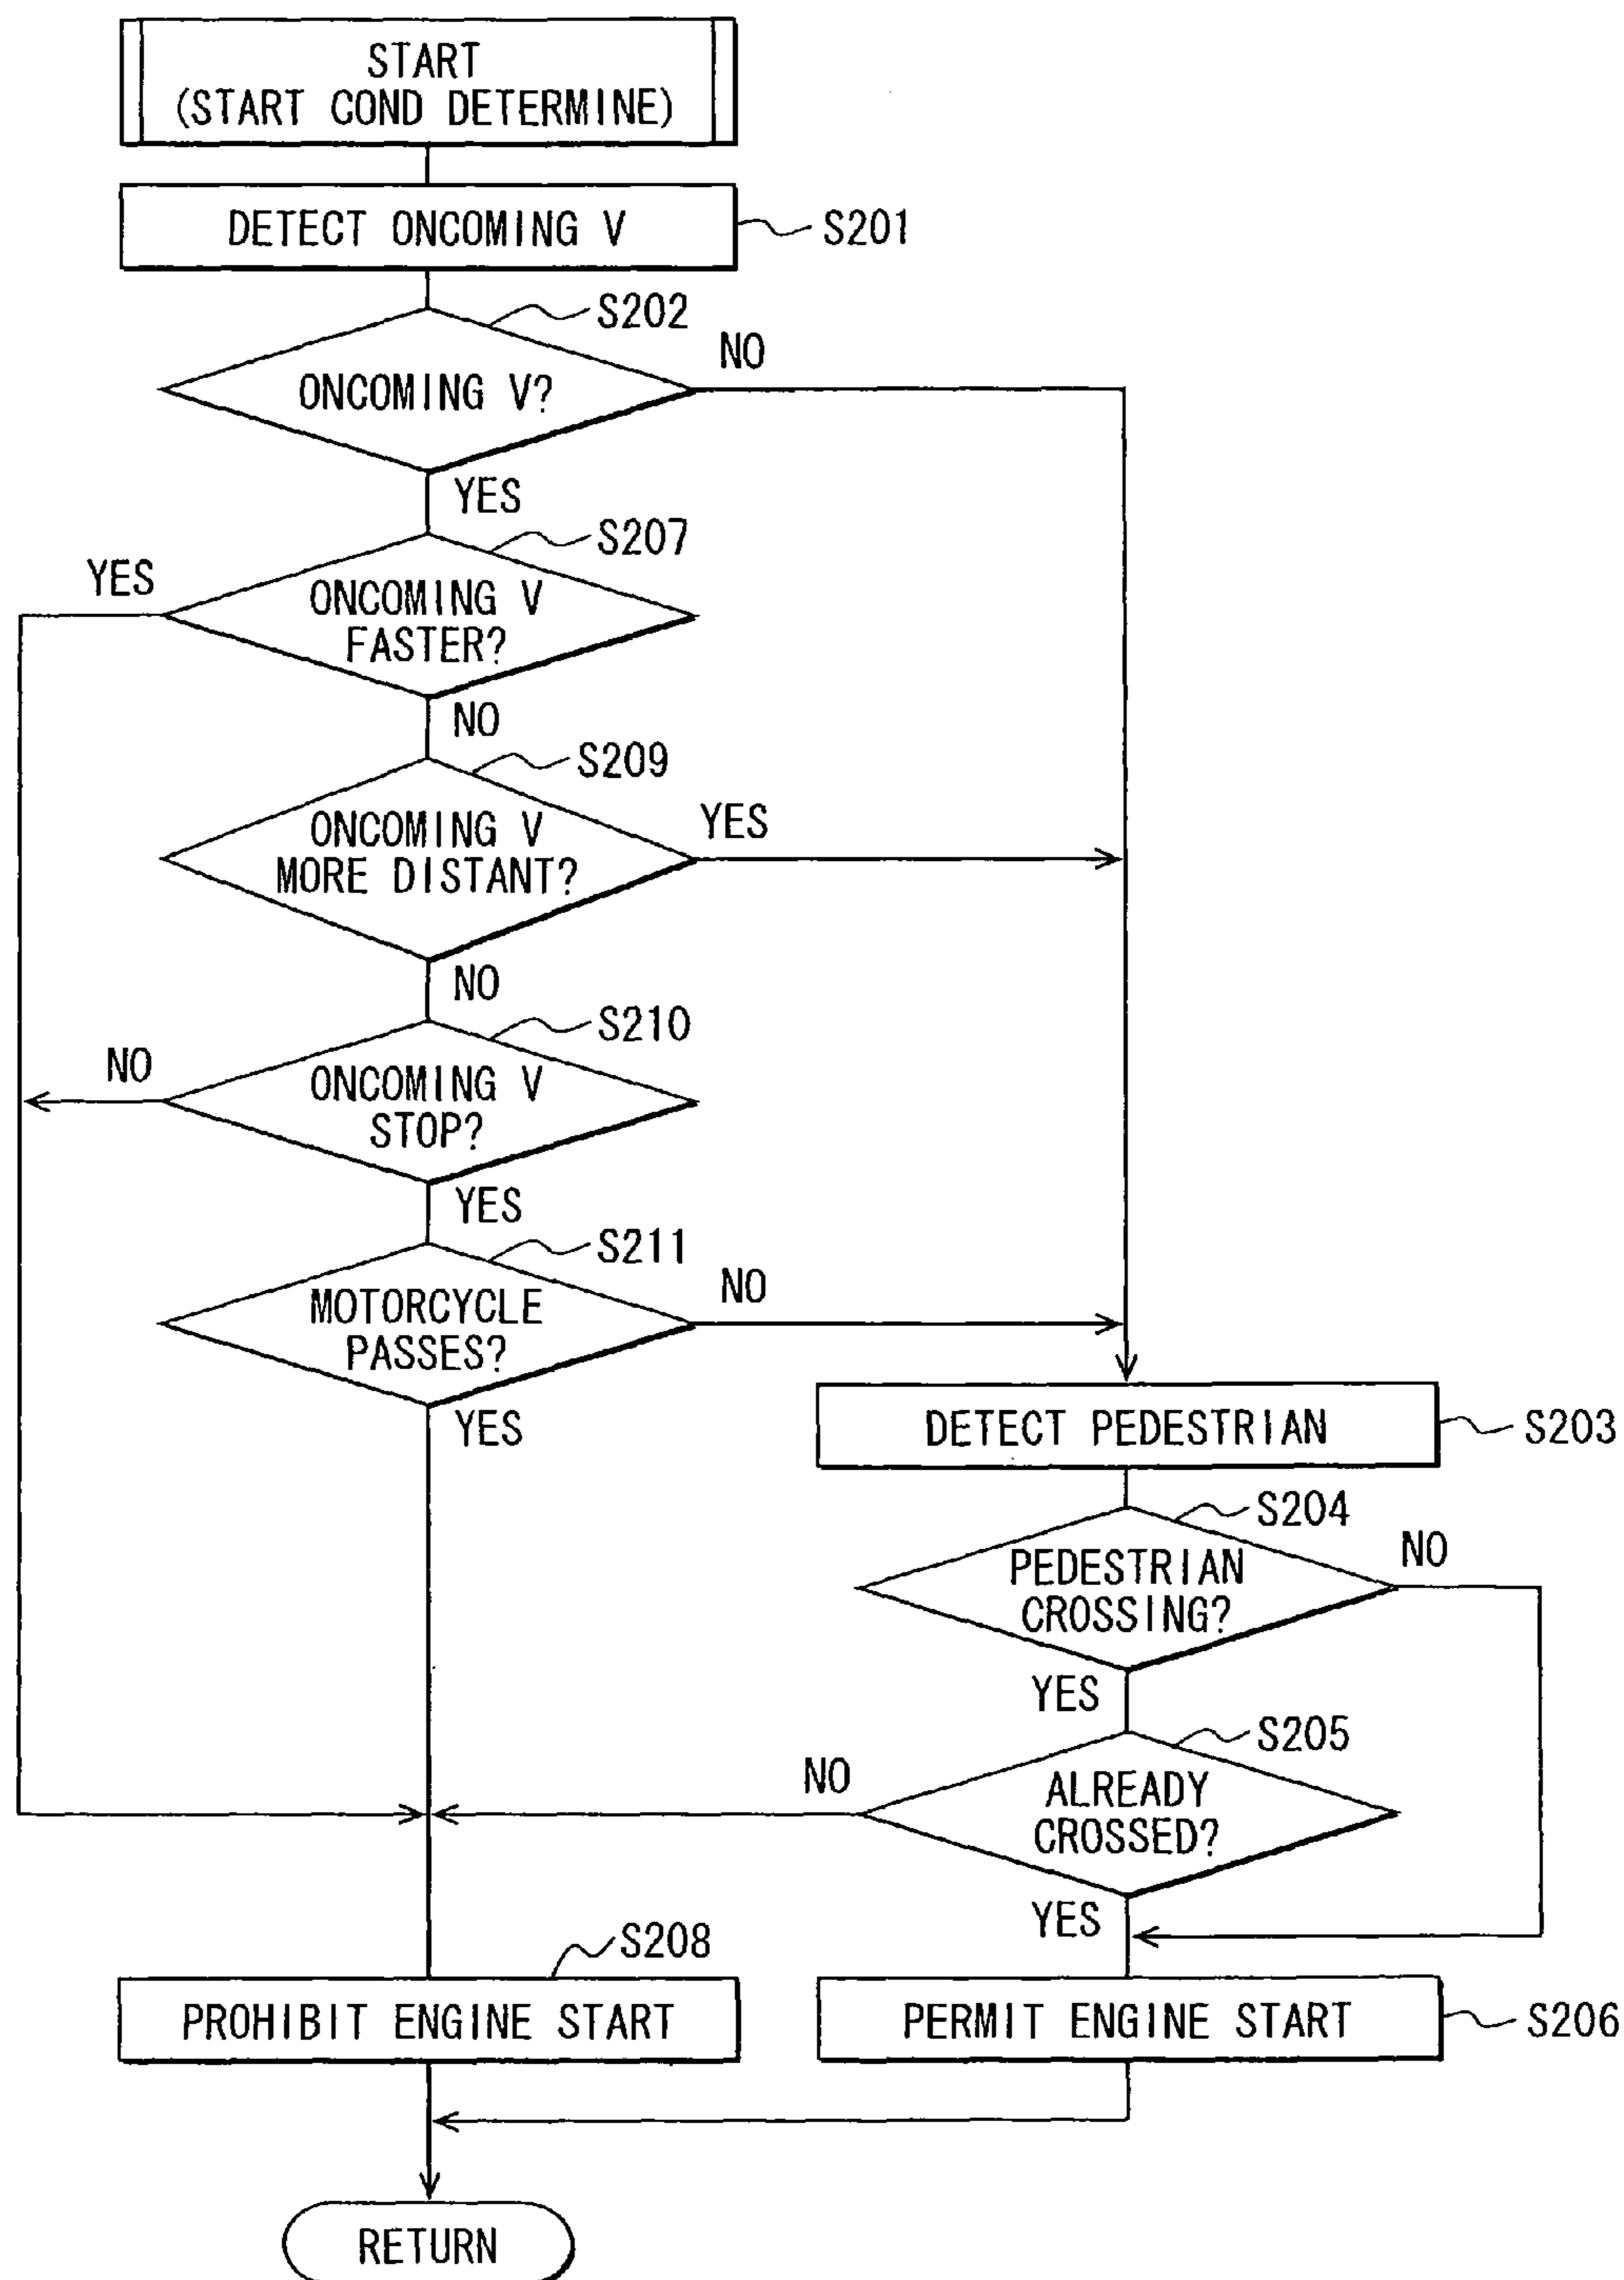 START
(START COND DETERMINE)
DETECT ONCOMING V
S201
S202
ONCOMING V?
NO
YES
S207
YES
ONCOMING V
FASTER?
NO
S209
ONCOMING V
MORE DISTANT?
YES
NO
S210
NO
ONCOMING V
STOP?
YES
S211
MOTORCYCLE
PASSES?
NO
YES
DETECT PEDESTRIAN
S203
S204
PEDESTRIAN
CROSSING?
NO
YES
S205
NO
ALREADY
CROSSED?
YES
S208
PROHIBIT ENGINE START
PERMIT ENGINE START
S206
RETURN